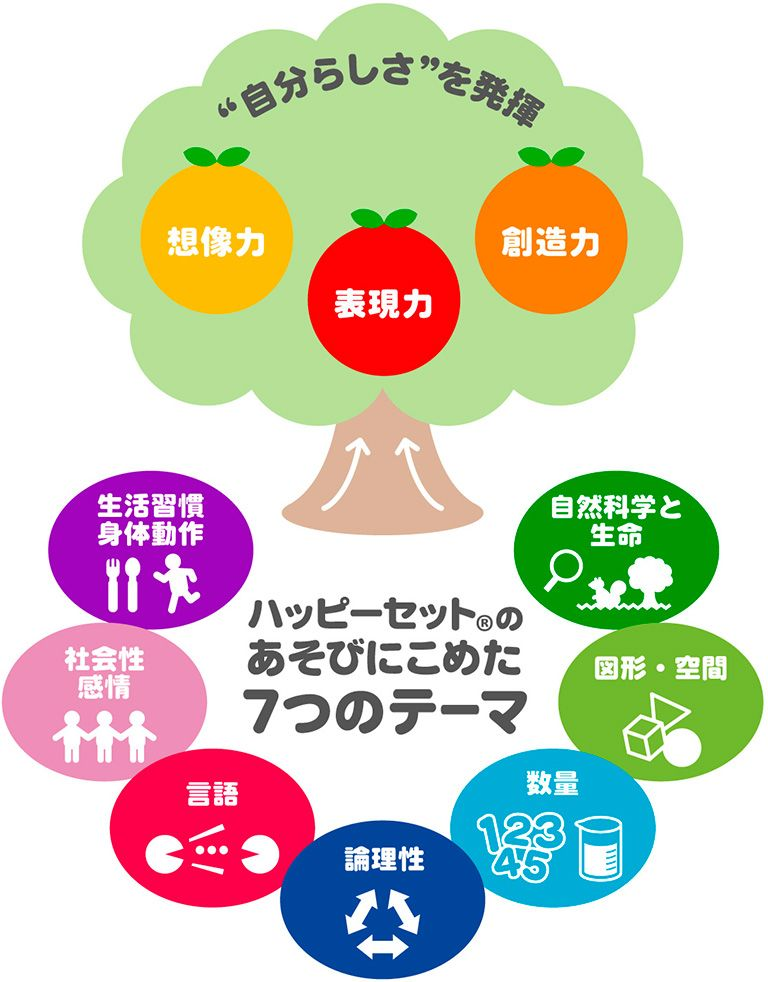 “自分らしさ”を発揮
想像力
創造力
表現力
生活習慣
身体動作
自然科学と
生命
ハッピーセット®の
あそびにこめた
7つのテーマ
社会性
感情
図形・空間
言語
数量
123
45
論理性